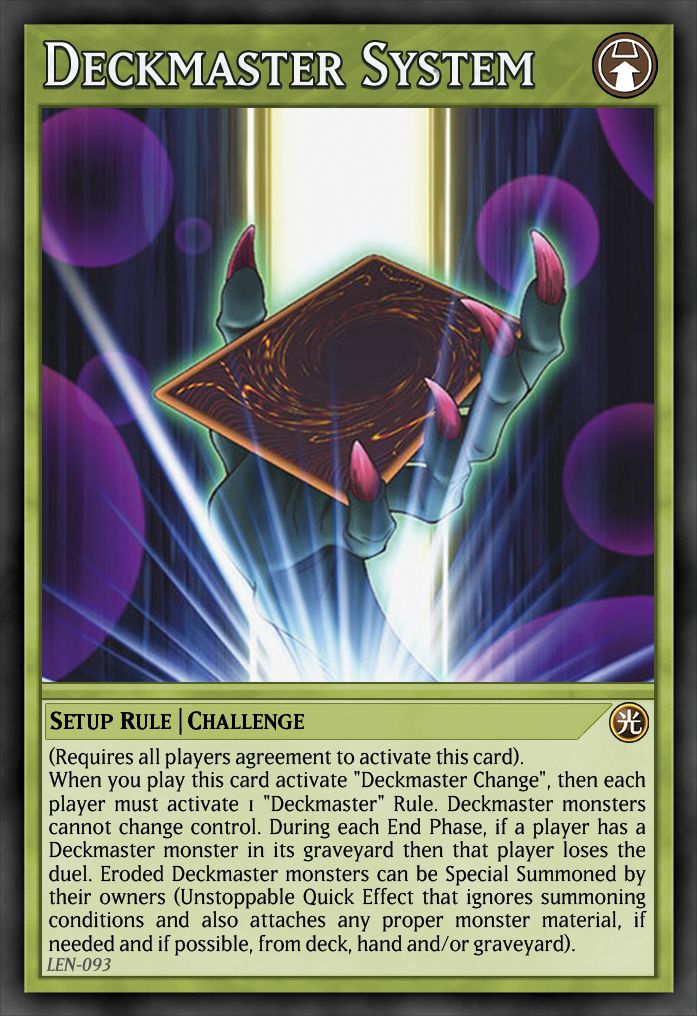 Deckmaster System
Setup Rule | Challenge
光
(Requires all players agreement to activate this card).
When you play this card activate "Deckmaster Change", then each
player must activate 1 "Deckmaster" Rule. Deckmaster monsters
cannot change control. During each End Phase, if a player has a
Deckmaster monster in its graveyard then that player loses the
duel. Eroded Deckmaster monsters can be Special Summoned by
their owners (Unstoppable Quick Effect that ignores summoning
conditions and also attaches any proper monster material, if
needed and if possible, from deck, hand and/or graveyard).
LEN-093